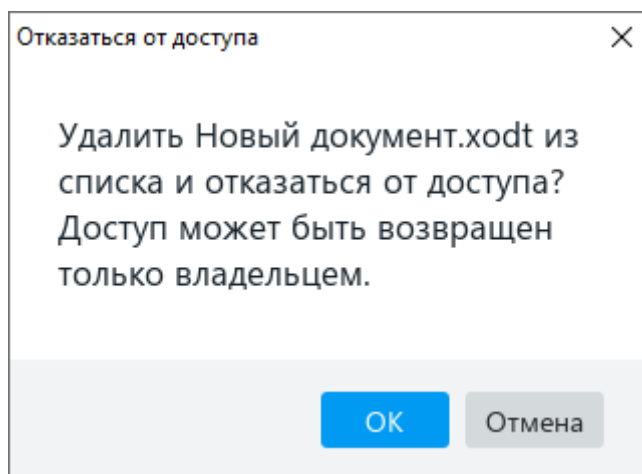 Отказаться от доступа
Удалить Новый документ.xodt из
списка и отказаться от доступа?
Доступ может быть возвращен
только владельцем.
ОК
Отмена